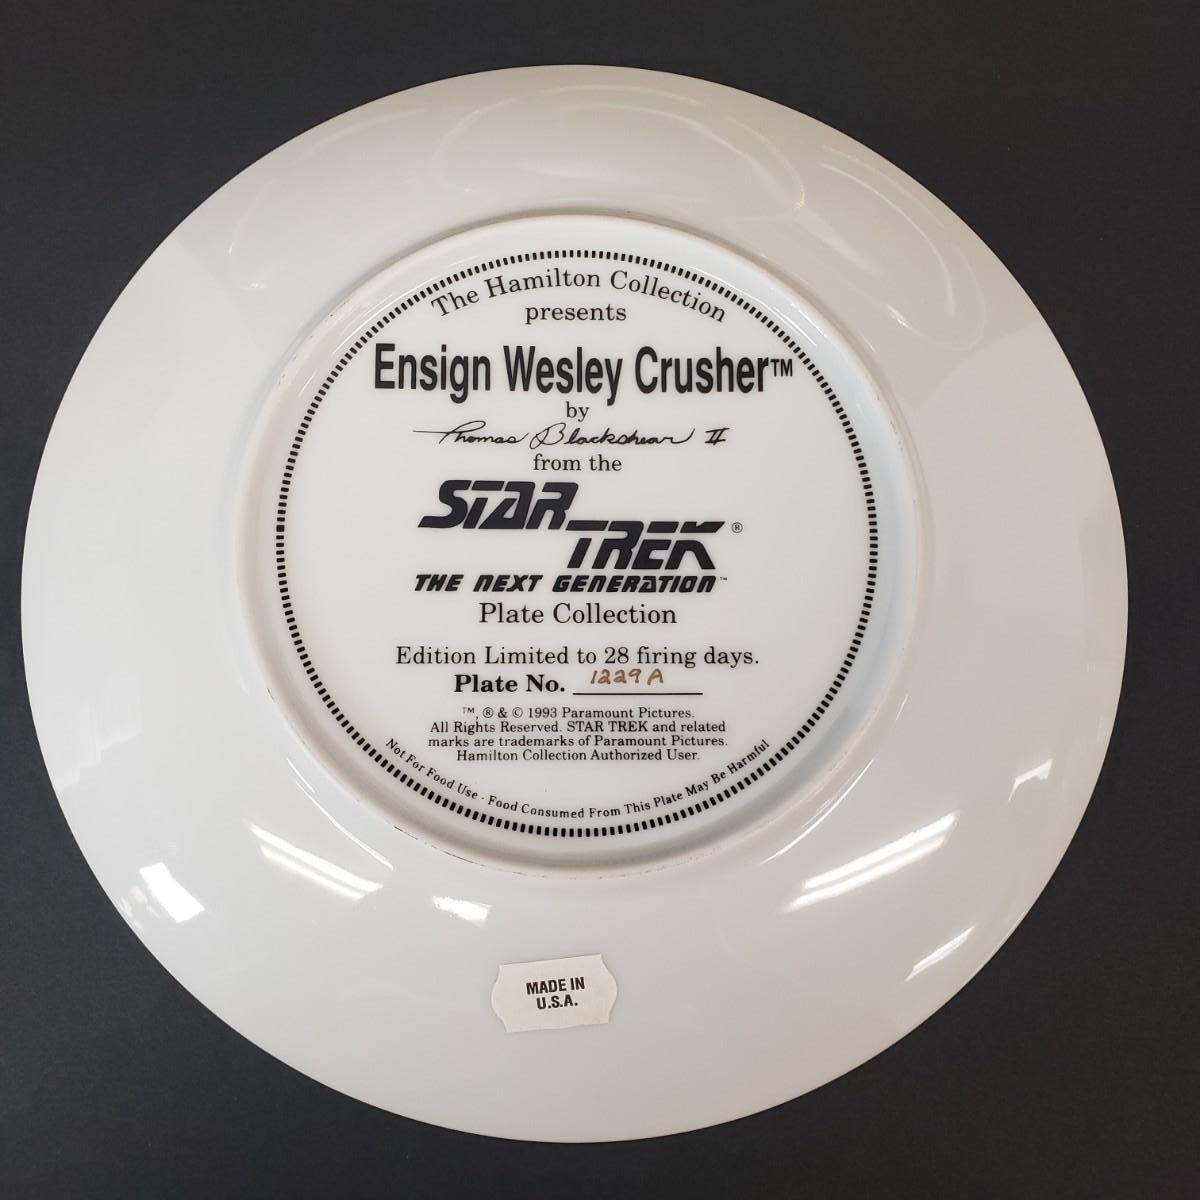 The Hamilton Collection
presents
Ensign Wesley Crusher™
by
Thomas Blackshear II
from the
STAR
TREK®
THE NEXT GENERATION™
Plate Collection
Edition Limited to 28 firing days.
Plate No. 1229A
™, ® & © 1993 Paramount Pictures.
All Rights Reserved. STAR TREK and related
marks are trademarks of Paramount Pictures.
Hamilton Collection Authorized User.
Not For Food Use - Food Consumed From This Plate May Be Harmful
MADE IN
U.S.A.